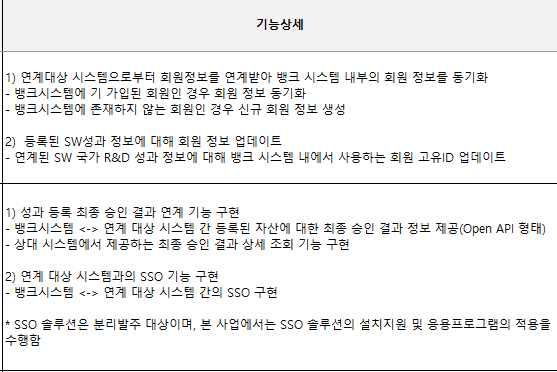 기능상세
1) 연계대상 시스템으로부터 회원정보를 연계받아 뱅크 시스템 내부의 회원 정보를 동기화
- 뱅크시스템에 기 가입된 회원인 경우 회원 정보 동기화
- 뱅크시스템에 존재하지 않는 회원인 경우 신규 회원 정보 생성
2) 등록된 SW성과 정보에 대해 회원 정보 업데이트
- 연계된 SW 국가 R&D 성과 정보에 대해 뱅크 시스템 내에서 사용하는 회원 고유ID 업데이트
1) 성과 등록 최종 승인 결과 연계 기능 구현
- 뱅크시스템 <-> 연계 대상 시스템 간 등록된 자산에 대한 최종 승인 결과 정보 제공(Open API 형태)
- 상대 시스템에서 제공하는 최종 승인 결과 상세 조회 기능 구현
2) 연계 대상 시스템과의 SSO 기능 구현
- 뱅크시스템 <-> 연계 대상 시스템 간의 SSO 구현
* SSO 솔루션은 분리발주 대상이며, 본 사업에서는 SSO 솔루션의 설치지원 및 응용프로그램의 적용을
수행함